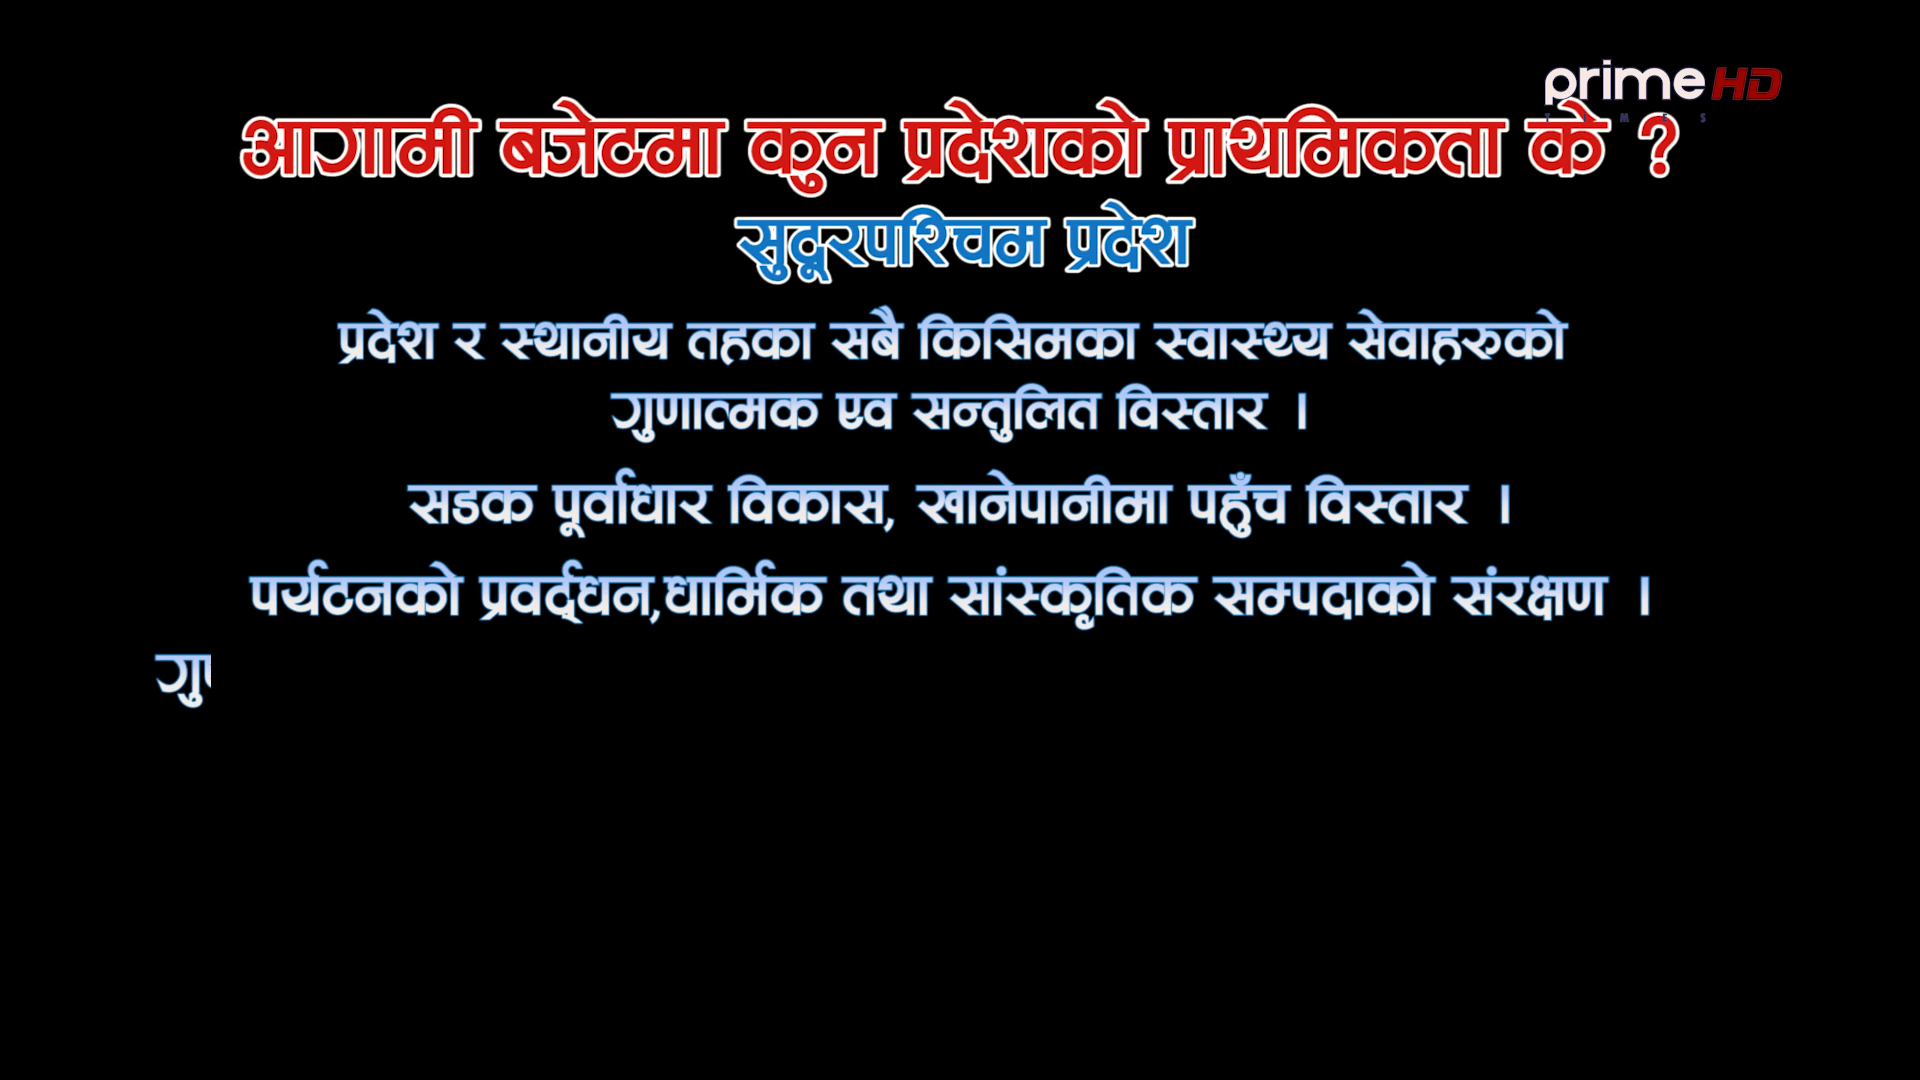 prime HD
TIMES
आगामी बजेटमा कुन प्रदेशको प्राथमिकता के ?
सुदूरपश्चिम प्रदेश
प्रदेश र स्थानीय तहका सबै किसिमका स्वास्थ्य सेवाहरुको
गुणात्मक एव सन्तुलित विस्तार ।
सडक पूर्वाधार विकास, खानेपानीमा पहुँच विस्तार ।
पर्यटनको प्रवर्द्धन,धार्मिक तथा सांस्कृतिक सम्पदाको संरक्षण ।